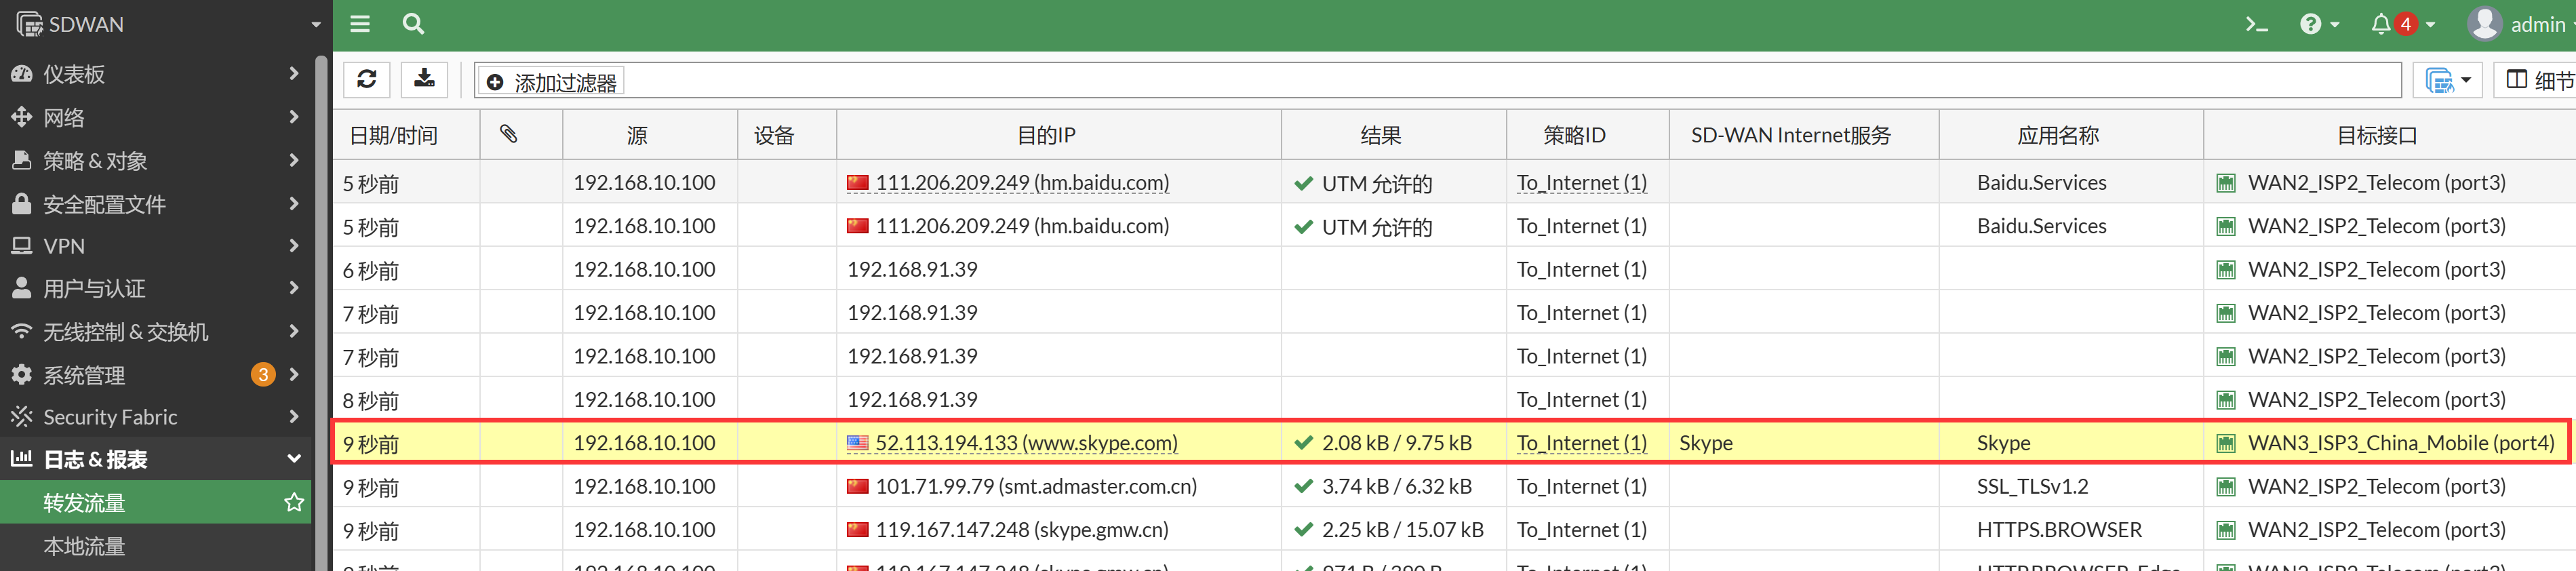 SDWAN
4
admin
仪表板
网络
策略 & 对象
安全配置文件
VPN
用户与认证
无线控制 & 交换机
系统管理 3
Security Fabric
日志 & 报表
转发流量
本地流量
添加过滤器
细节
日期/时间 源 设备 目的IP 结果 策略ID SD-WAN Internet服务 应用名称 目标接口
5 秒前 192.168.10.100 111.206.209.249 (hm.baidu.com) UTM 允许的 To_Internet (1) Baidu.Services WAN2_ISP2_Telecom (port3)
5 秒前 192.168.10.100 111.206.209.249 (hm.baidu.com) UTM 允许的 To_Internet (1) Baidu.Services WAN2_ISP2_Telecom (port3)
6 秒前 192.168.10.100 192.168.91.39 To_Internet (1) WAN2_ISP2_Telecom (port3)
7 秒前 192.168.10.100 192.168.91.39 To_Internet (1) WAN2_ISP2_Telecom (port3)
7 秒前 192.168.10.100 192.168.91.39 To_Internet (1) WAN2_ISP2_Telecom (port3)
8 秒前 192.168.10.100 192.168.91.39 To_Internet (1) WAN2_ISP2_Telecom (port3)
9 秒前 192.168.10.100 52.113.194.133 (www.skype.com) 2.08 kB / 9.75 kB To_Internet (1) Skype Skype WAN3_ISP3_China_Mobile (port4)
9 秒前 192.168.10.100 101.71.99.79 (smt.admaster.com.cn) 3.74 kB / 6.32 kB To_Internet (1) SSL_TLSv1.2 WAN2_ISP2_Telecom (port3)
9 秒前 192.168.10.100 119.167.147.248 (skype.gmw.cn) 2.25 kB / 15.07 kB To_Internet (1) HTTPS.BROWSER WAN2_ISP2_Telecom (port3)